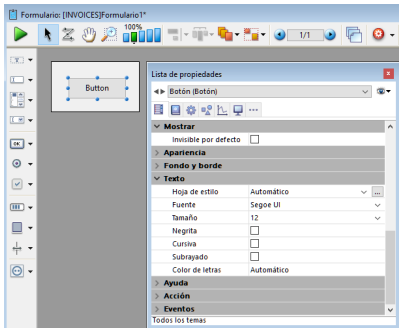 Formulario: [INVOICES]Formulario1*
100%
1/1
Button
OK
Lista de propiedades
Botón (Botón)
Mostrar
Invisible por defecto
Apariencia
Fondo y borde
Texto
Hoja de estilo Automático ...
Fuente Segoe UI
Tamaño 12
Negrita
Cursiva
Subrayado
Color de letras Automático
Ayuda
Acción
Eventos
Todos los temas